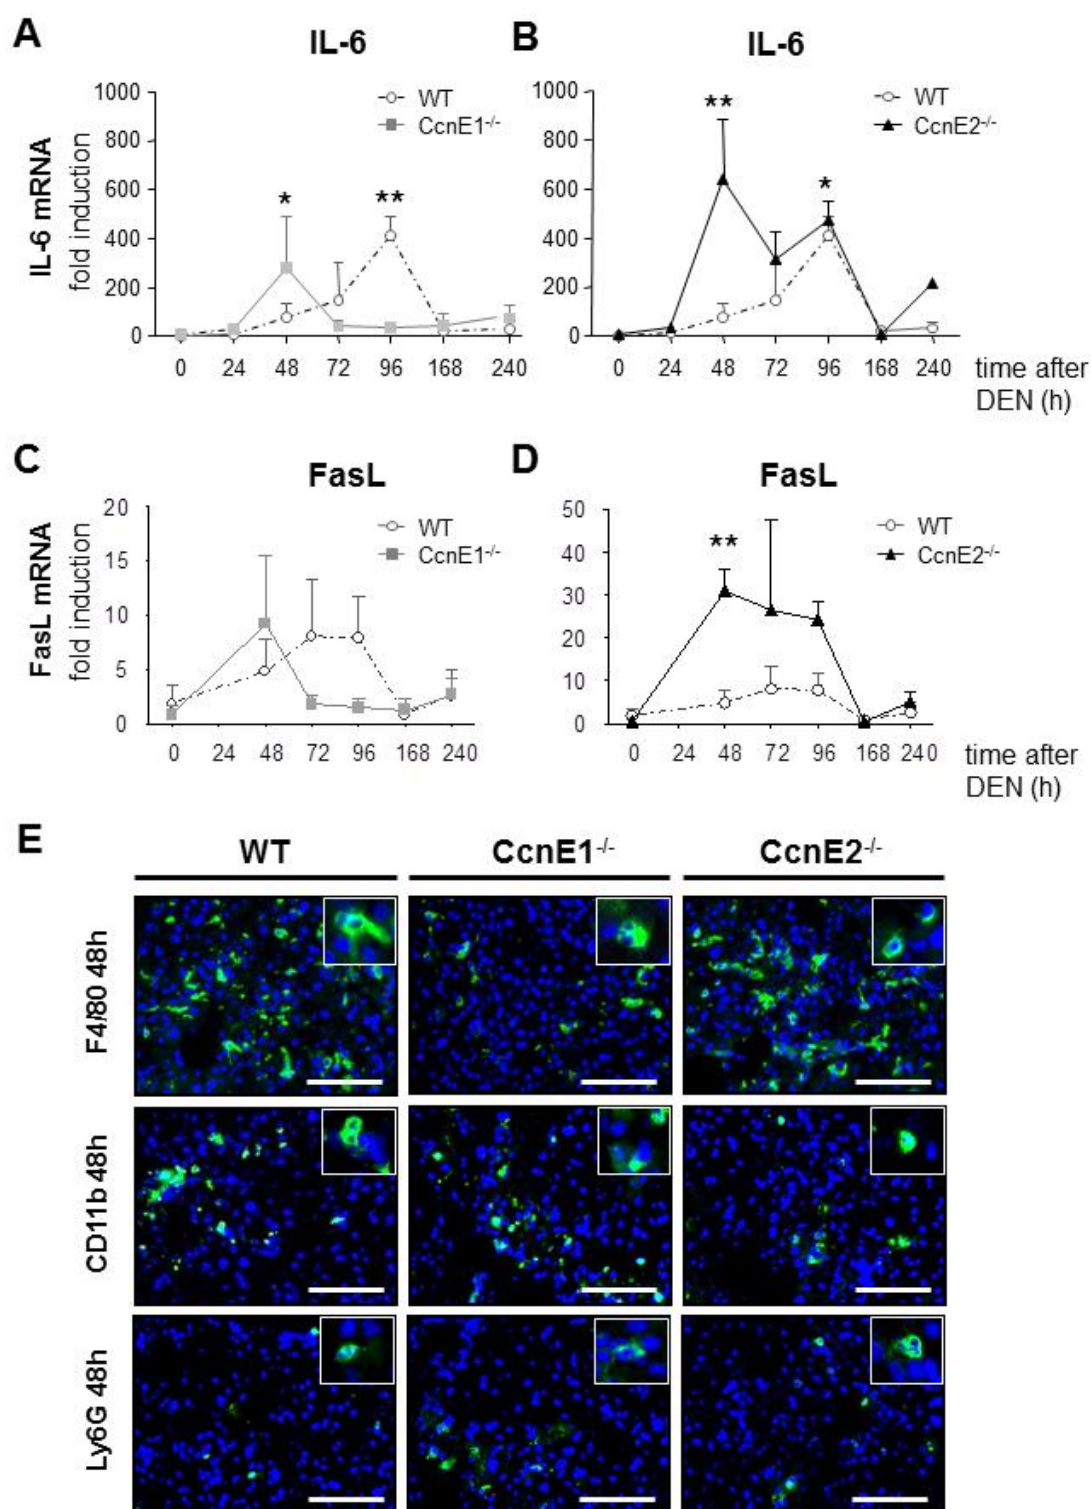 A
IL-6
B
IL-6
1000
800
600
400
200
0
IL-6 mRNA
fold induction
WT
CcnE1-/-
*
**
0 24 48 72 96 168 240
1000
800
600
400
200
0
WT
CcnE2-/-
**
*
0 24 48 72 96 168 240
time after
DEN (h)
C
FasL
D
FasL
20
15
10
5
0
FasL mRNA
fold induction
WT
CcnE1-/-
0 24 48 72 96 168 240
50
40
30
20
10
0
WT
CcnE2-/-
**
0 24 48 72 96 168 240
time after
DEN (h)
E
WT
CcnE1-/-
CcnE2-/-
F4/80 48h
CD11b 48h
Ly6G 48h